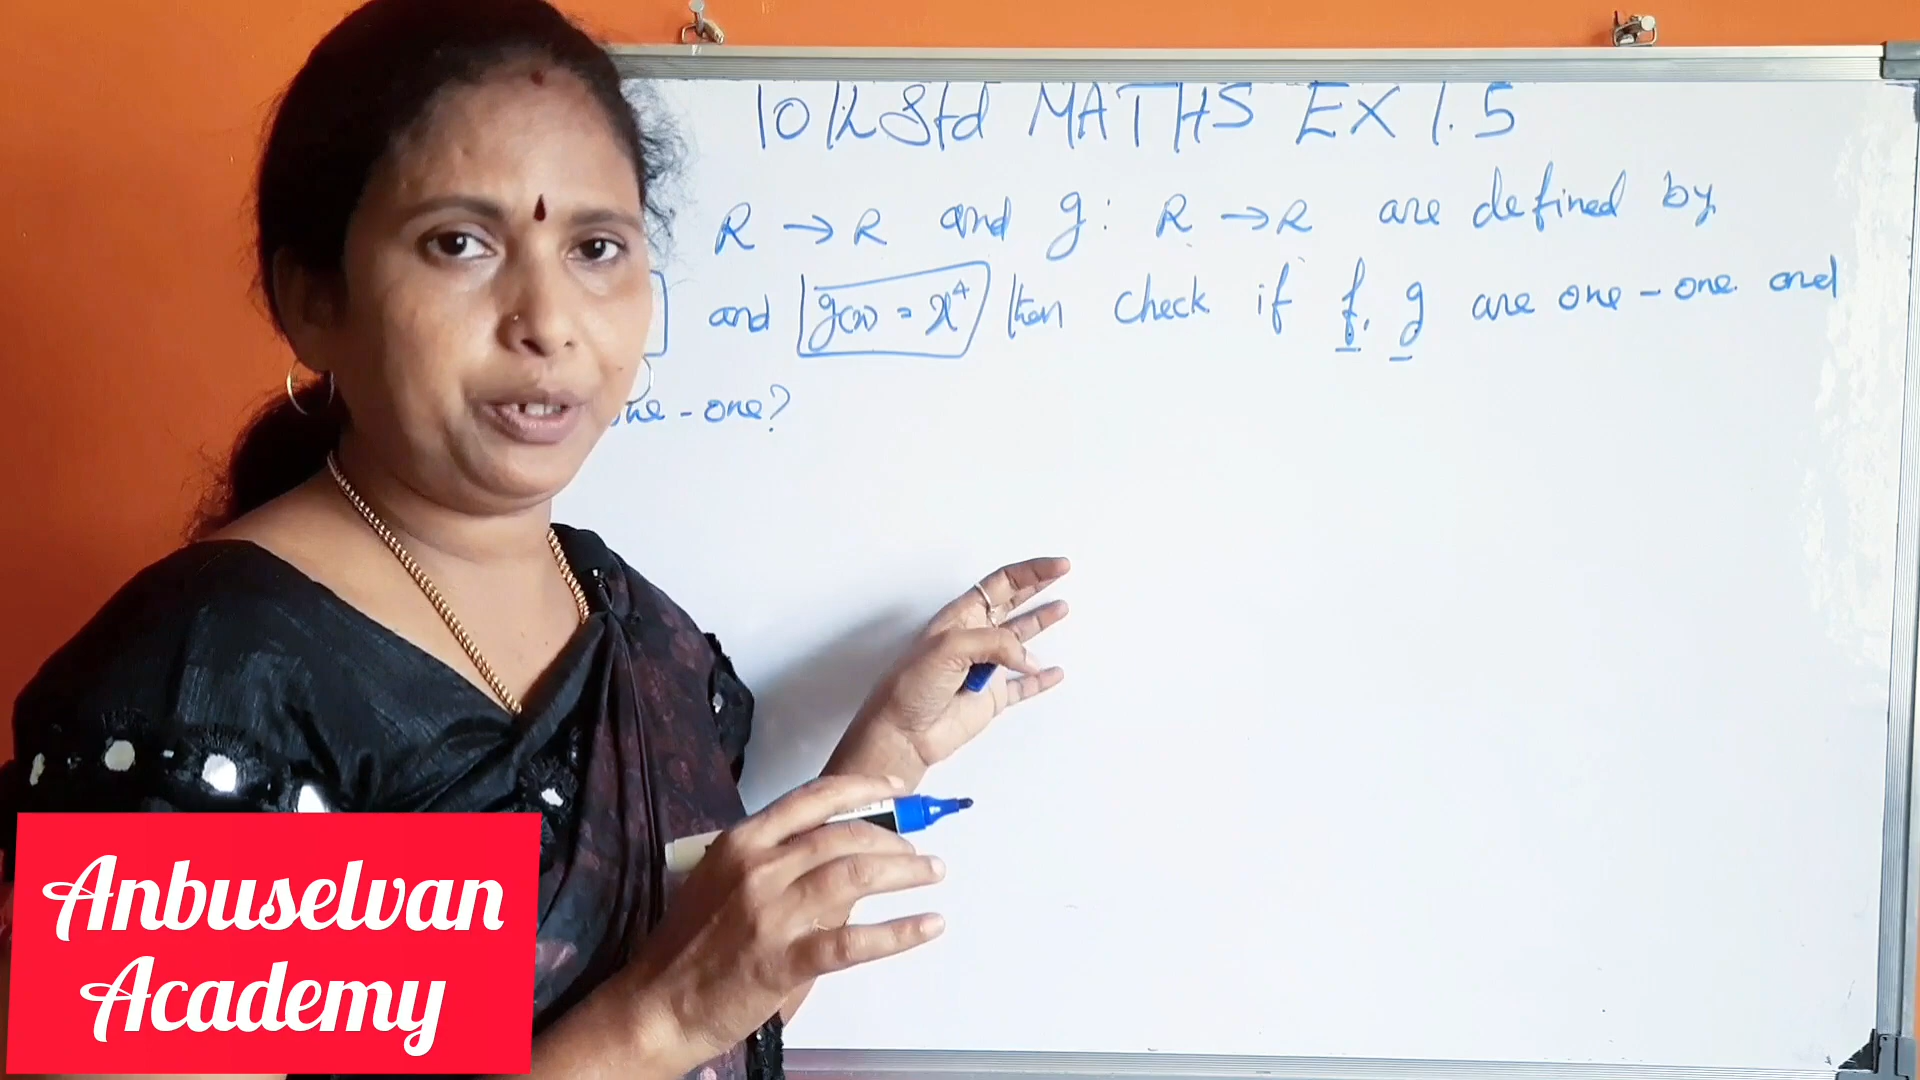 10th Std MATHS EX 1.5
R → R and g: R → R are defined by
and g(x) = x⁴ then check if f, g are one-one and
one-one?
Anbuselvan
Academy